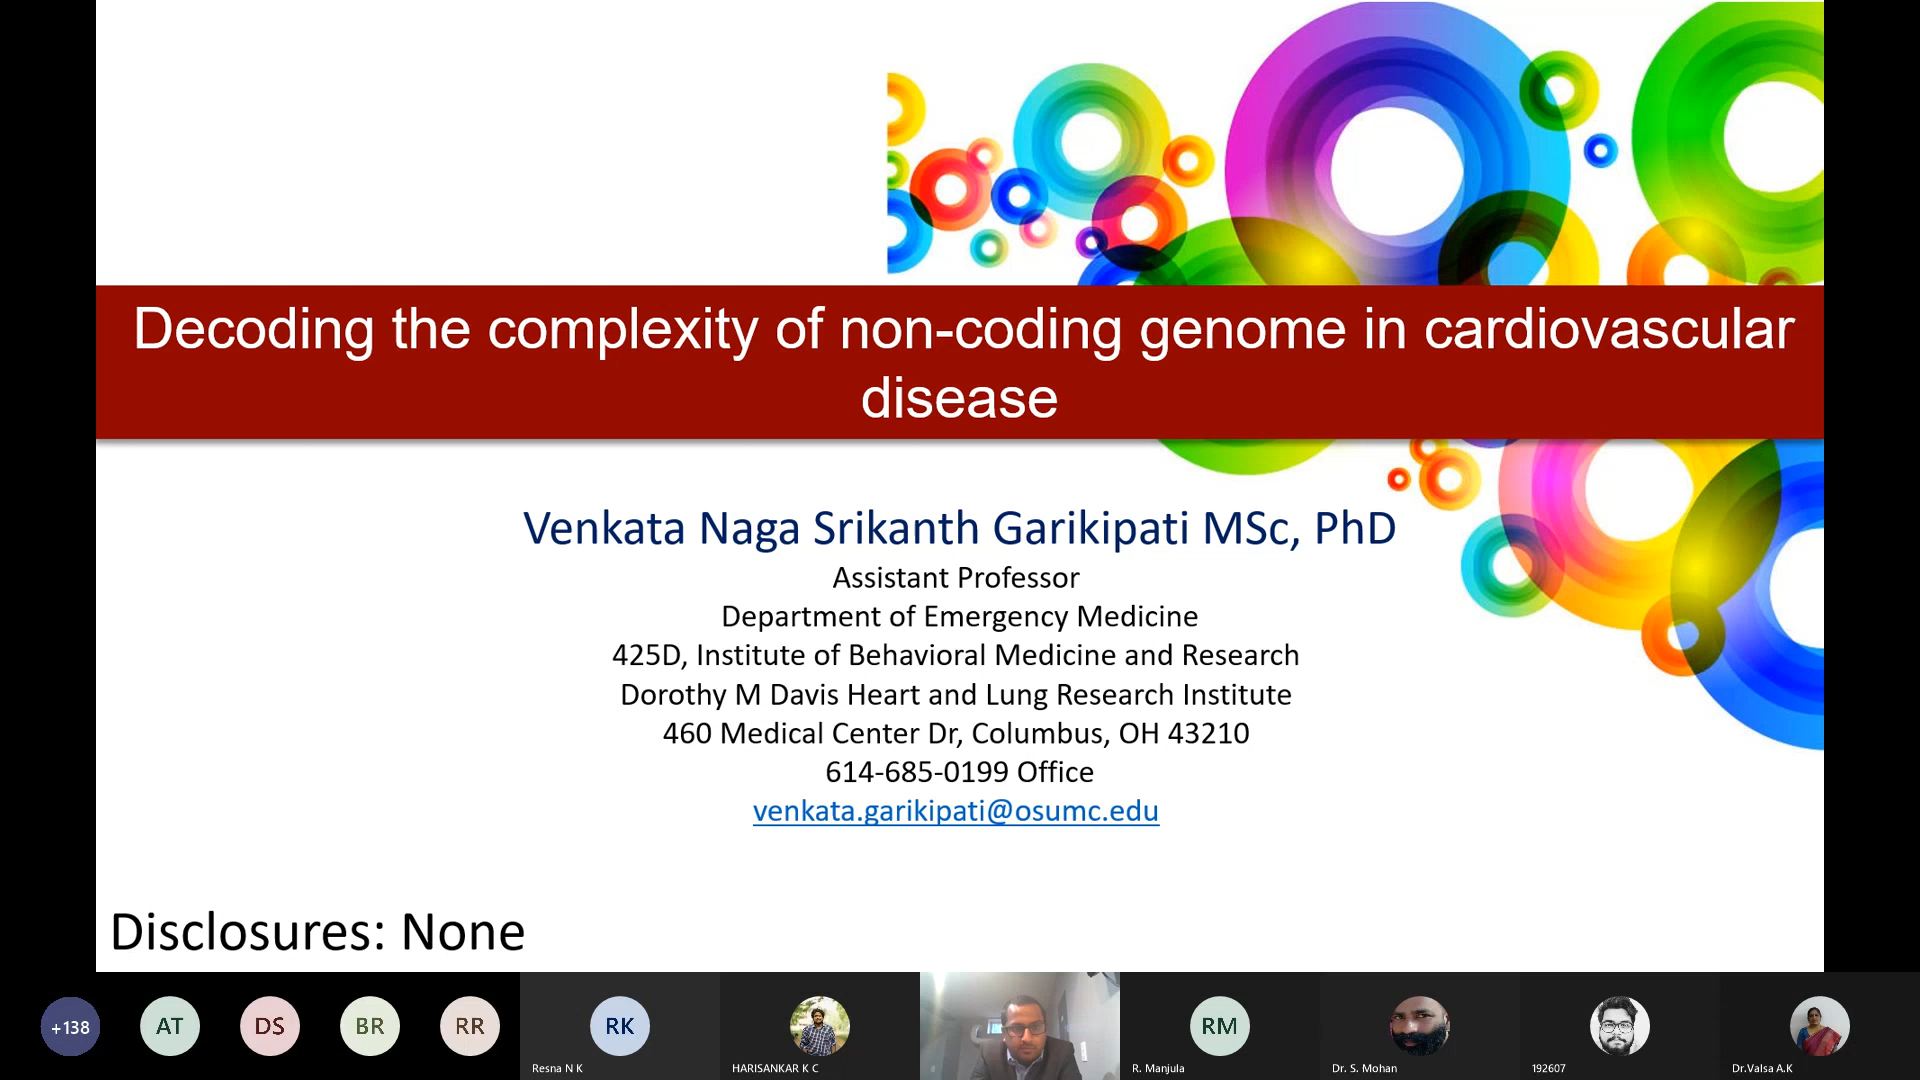 Decoding the complexity of non-coding genome in cardiovascular
disease
Venkata Naga Srikanth Garikipati MSc, PhD
Assistant Professor
Department of Emergency Medicine
425D, Institute of Behavioral Medicine and Research
Dorothy M Davis Heart and Lung Research Institute
460 Medical Center Dr, Columbus, OH 43210
614-685-0199 Office
venkata.garikipati@osumc.edu
Disclosures: None
+138
AT
DS
BR
RR
RK
Resna N K
HARISANKAR K C
RM
R. Manjula
Dr. S. Mohan
192607
Dr.Valsa A.K